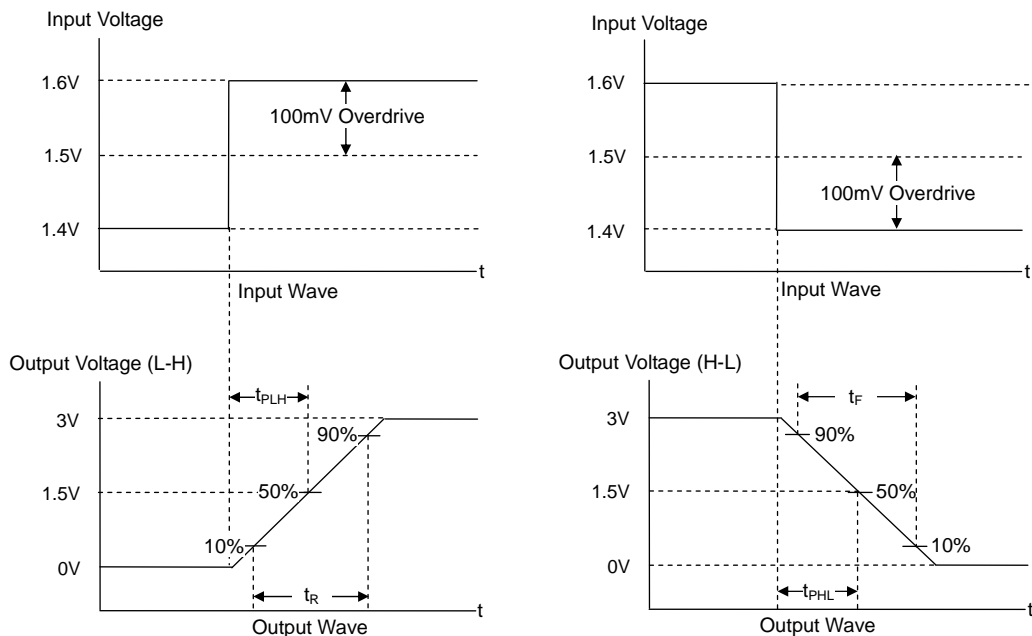 Input Voltage
1.6V
100mV Overdrive
1.5V
1.4V
t
Input Wave
Input Voltage
1.6V
1.5V
100mV Overdrive
1.4V
t
Input Wave
Output Voltage (L-H)
tPLH
3V
90%
1.5V
50%
10%
0V
tR
t
Output Wave
Output Voltage (H-L)
tF
3V
90%
1.5V
50%
10%
0V
tPHL
t
Output Wave